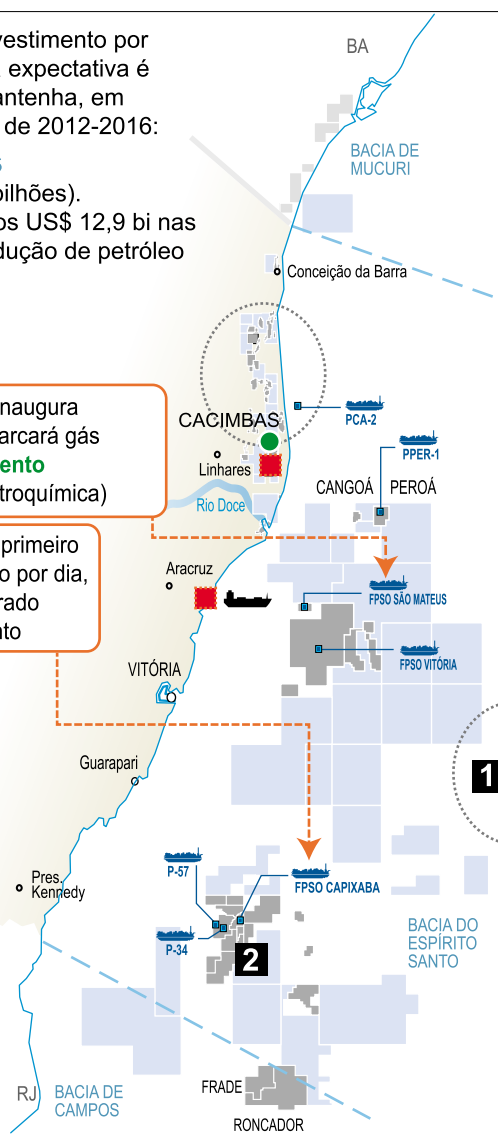 vestimento por
expectativa é
antenha, em
de 2012-2016:
bilhões).
os US$ 12,9 bi nas
dução de petróleo
BA
BACIA DE
MUCURI
Conceição da Barra
naugura
arcará gás
ento
troquímica)
CACIMBAS
Linhares
Rio Doce
PCA-2
PPER-1
CANGOÁ
PEROÁ
primeiro
o por dia,
rado
nto
Aracruz
FPSO SÃO MATEUS
FPSO VITÓRIA
VITÓRIA
Guarapari
1
Pres.
Kennedy
P-57
FPSO CAPIXABA
P-34
2
BACIA DO
ESPÍRITO
SANTO
RJ
BACIA DE
CAMPOS
FRADE
RONCADOR